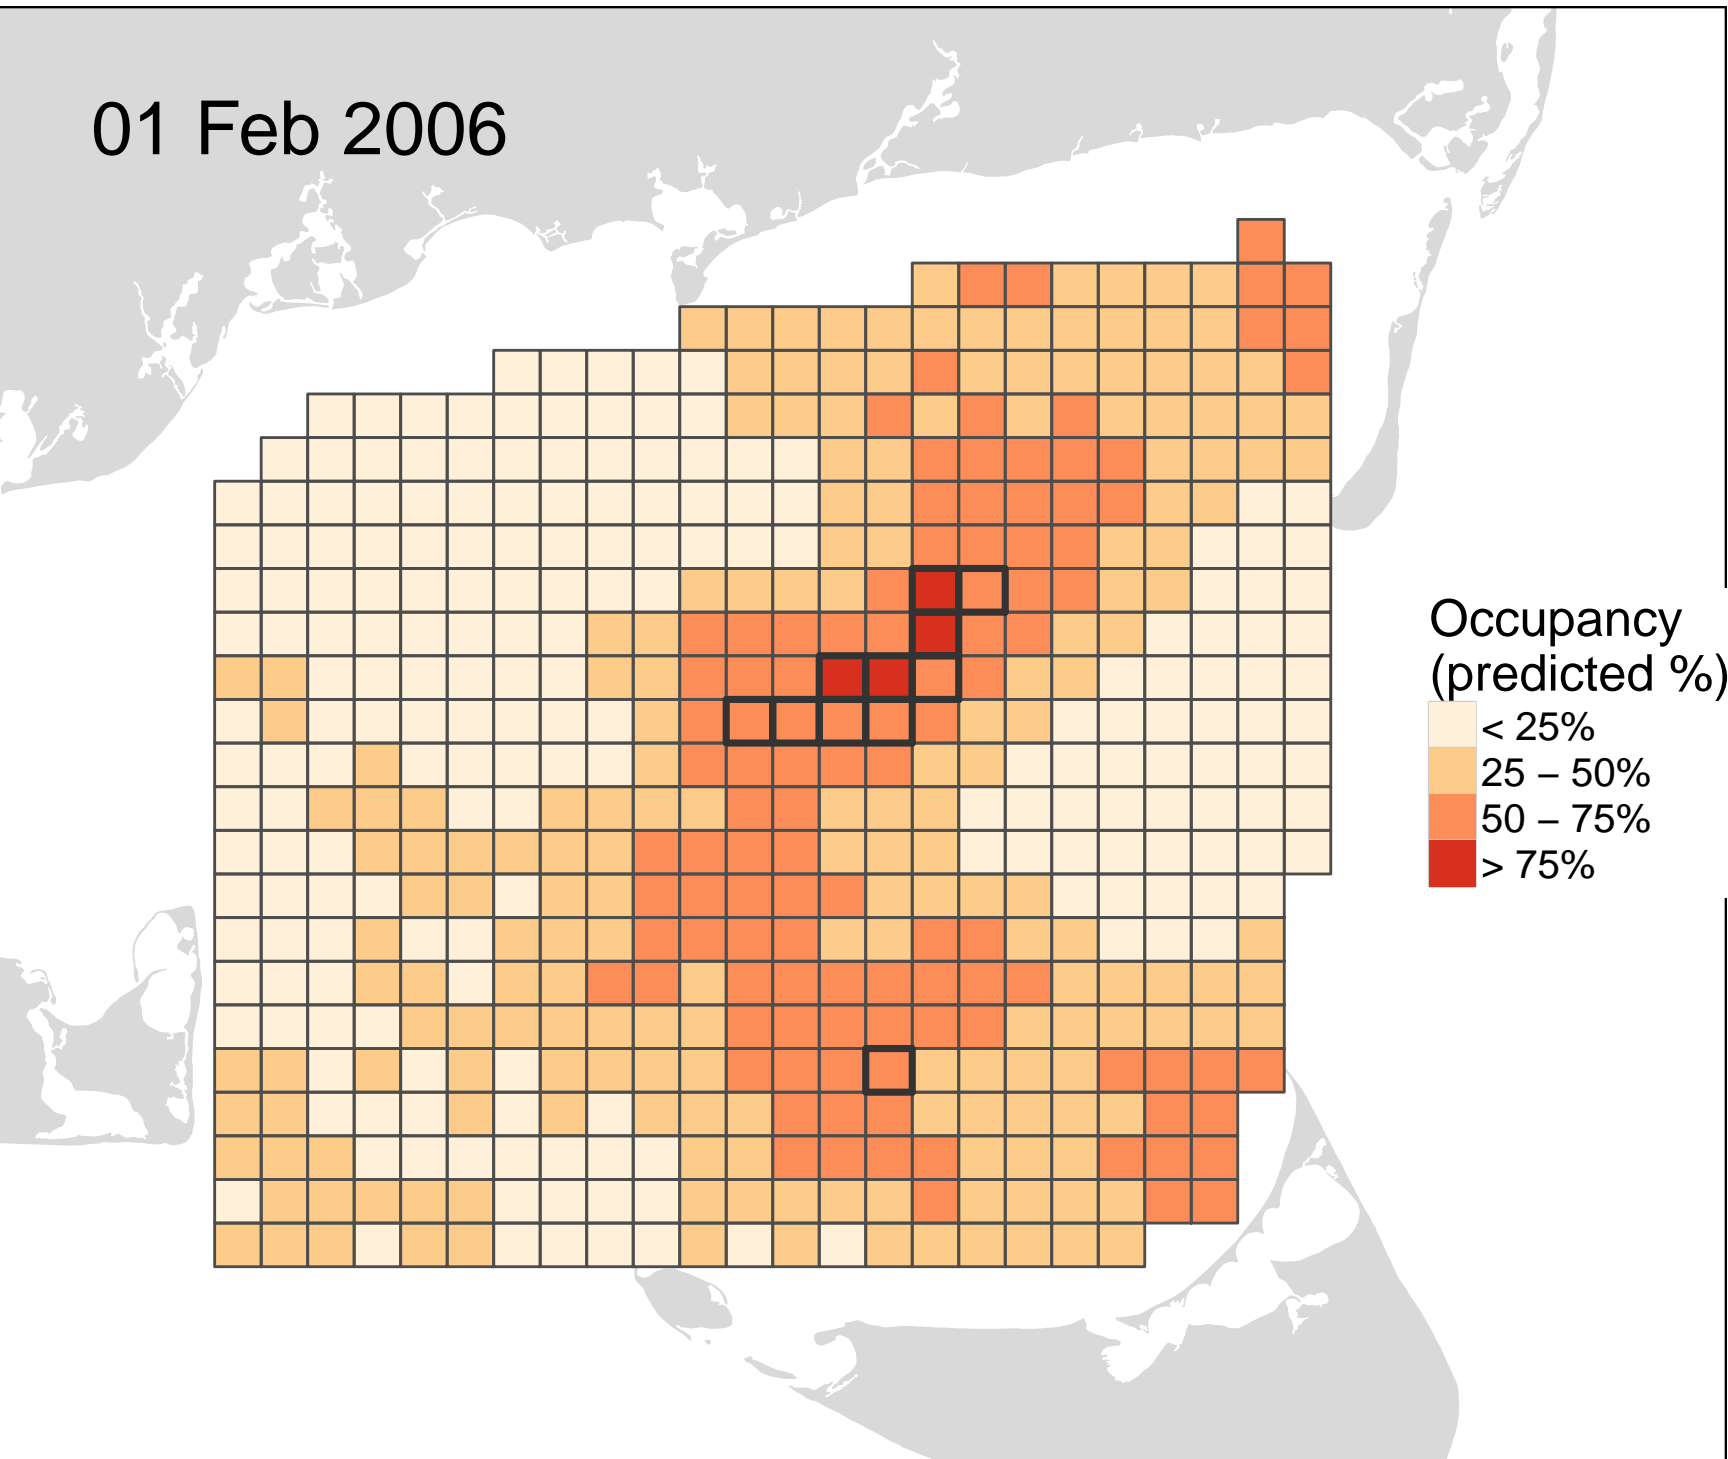 01 Feb 2006
Occupancy
(predicted %)
< 25%
25 – 50%
50 – 75%
> 75%